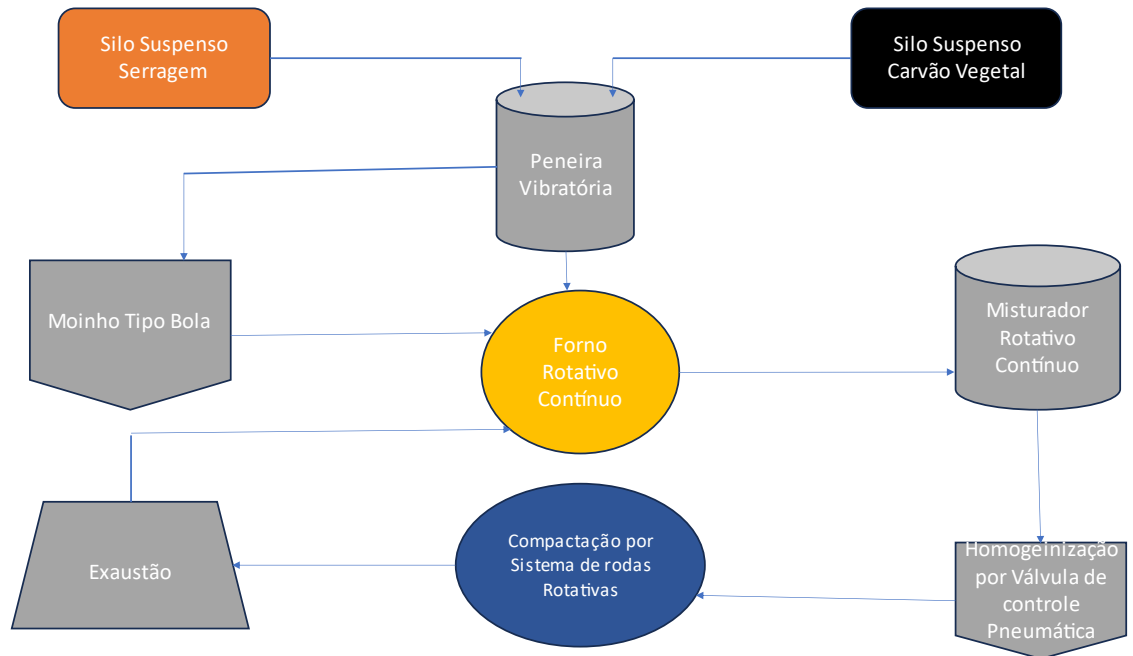 Silo Suspenso
Serragem
Silo Suspenso
Carvão Vegetal
Peneira
Vibratória
Moinho Tipo Bola
Forno
Rotativo
Contínuo
Misturador
Rotativo
Contínuo
Exaustão
Compactação por
Sistema de rodas
Rotativas
Homogeinização
por Válvula de
controle
Pneumática